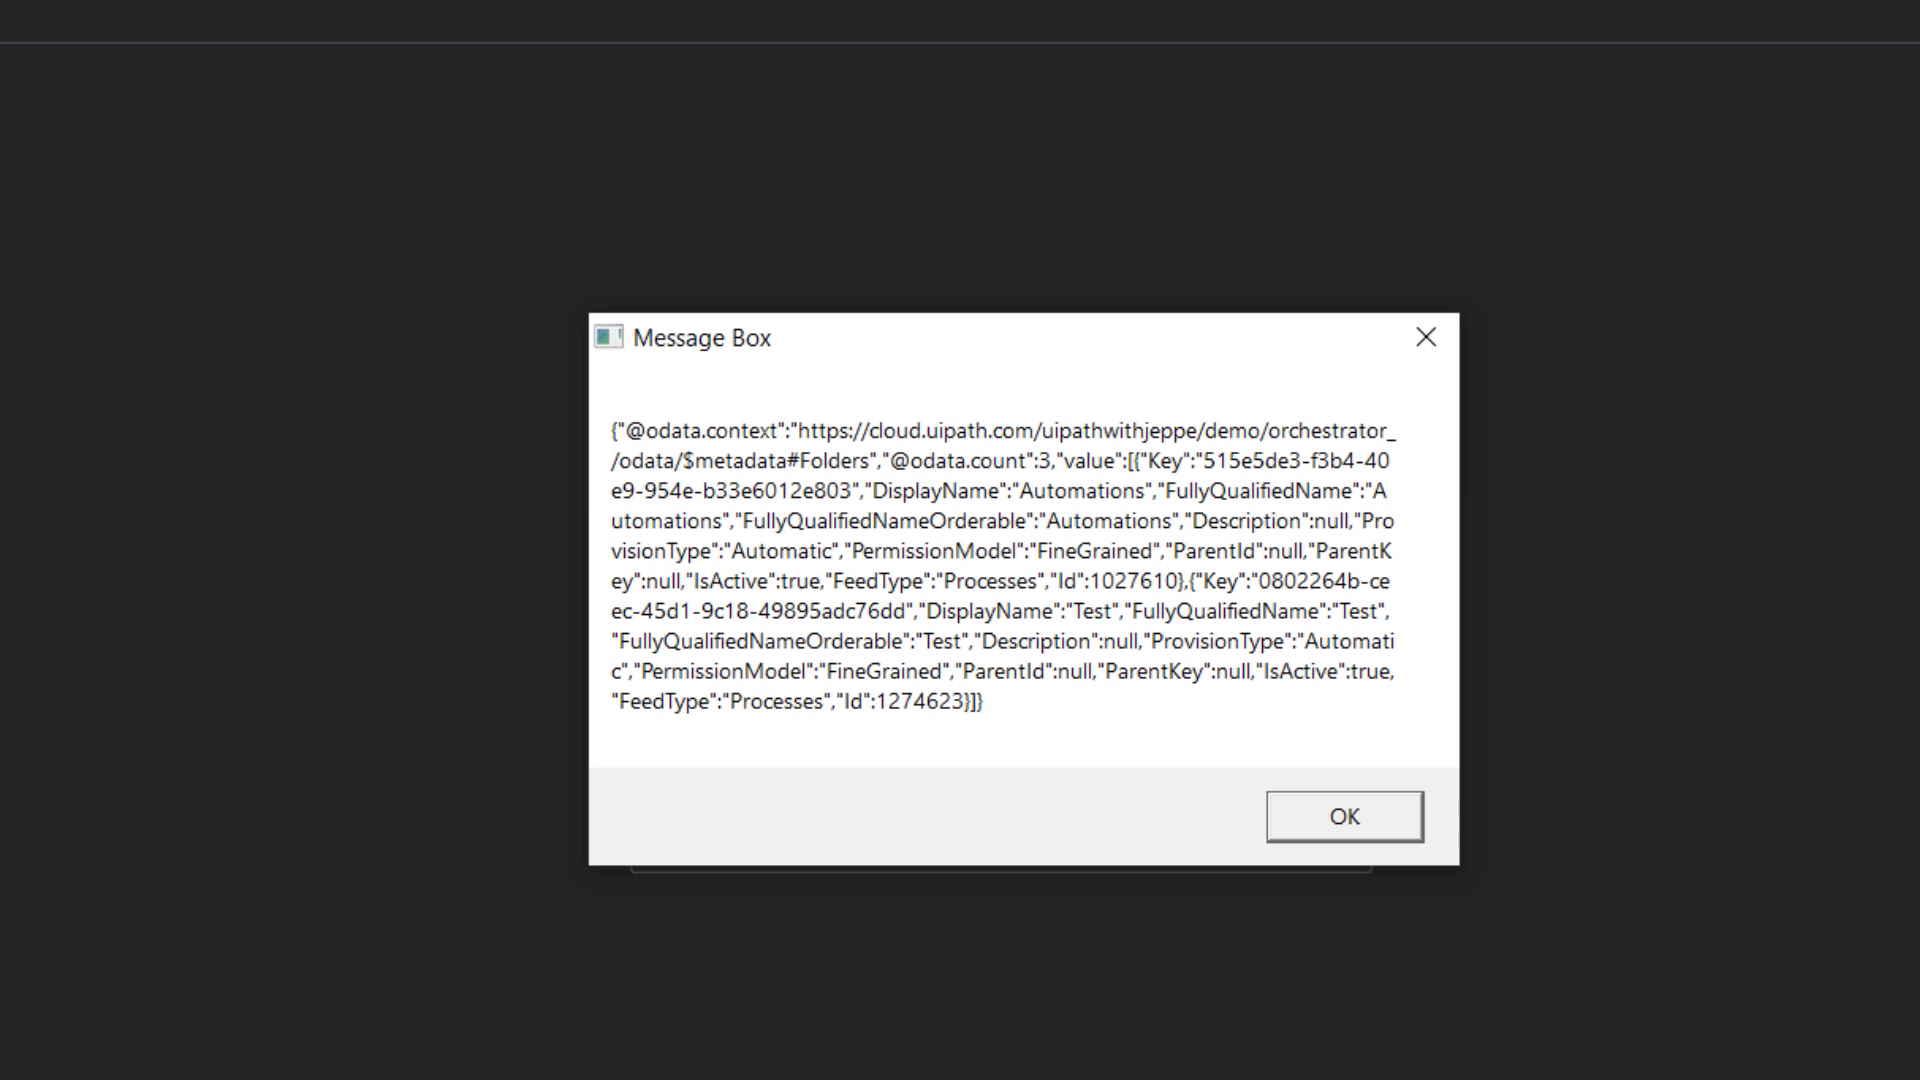 Message Box
{"@odata.context":"https://cloud.uipath.com/uipathwithjeppe/demo/orchestrator_
/odata/$metadata#Folders","@odata.count":3,"value":[{"Key":"515e5de3-f3b4-40
e9-954e-b33e6012e803","DisplayName":"Automations","FullyQualifiedName":"A
utomations","FullyQualifiedNameOrderable":"Automations","Description":null,"Pro
visionType":"Automatic","PermissionModel":"FineGrained","ParentId":null,"ParentK
ey":null,"IsActive":true,"FeedType":"Processes","Id":1027610},{"Key":"0802264b-ce
ec-45d1-9c18-49895adc76dd","DisplayName":"Test","FullyQualifiedName":"Test",
"FullyQualifiedNameOrderable":"Test","Description":null,"ProvisionType":"Automati
c","PermissionModel":"FineGrained","ParentId":null,"ParentKey":null,"IsActive":true,
"FeedType":"Processes","Id":1274623}]}
OK